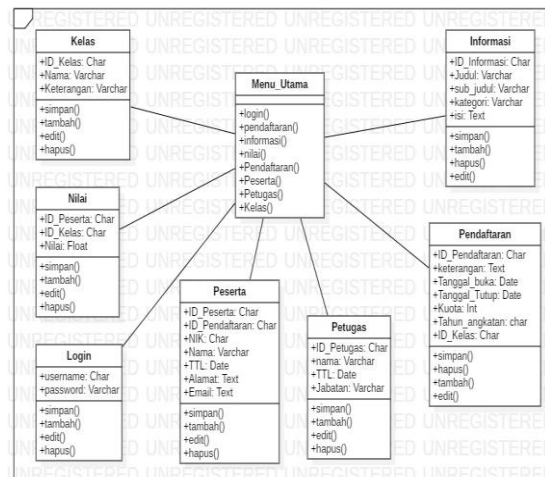 Kelas
+ID_Kelas: Char
+Nama: Varchar
+Keterangan: Varchar
+simpan()
+tambah()
+edit()
+hapus()
Menu_Utama
+login()
+pendaftaran()
+informasi()
+nilai()
+Pendaftaran()
+Peserta()
+Petugas()
+Kelas()
Informasi
+ID_Informasi: Char
+Judul: Varchar
+sub_judul: Varchar
+kategori: Varchar
+isi: Text
+simpan()
+tambah()
+hapus()
+edit()
Nilai
+ID_Peserta: Char
+ID_Kelas: Char
+Nilai: Float
+simpan()
+tambah()
+edit()
+hapus()
Pendaftaran
+ID_Pendaftaran: Char
+keterangan: Text
+Tanggal_buka: Date
+Tanggal_Tutup: Date
+Kuota: Int
+Tahun_angkatan: char
+ID_Kelas: Char
+simpan()
+hapus()
+tambah()
+edit()
Login
+username: Char
+password: Varchar
+simpan()
+tambah()
+edit()
+hapus()
Peserta
+ID_Peserta: Char
+ID_Pendaftaran: Char
+NIK: Char
+Nama: Varchar
+TTL: Date
+Alamat: Text
+Email: Text
+simpan()
+tambah()
+edit()
+hapus()
Petugas
+ID_Petugas: Char
+nama: Varchar
+TTL: Date
+Jabatan: Varchar
+simpan()
+tambah()
+edit()
+hapus()
UNREGISTERED